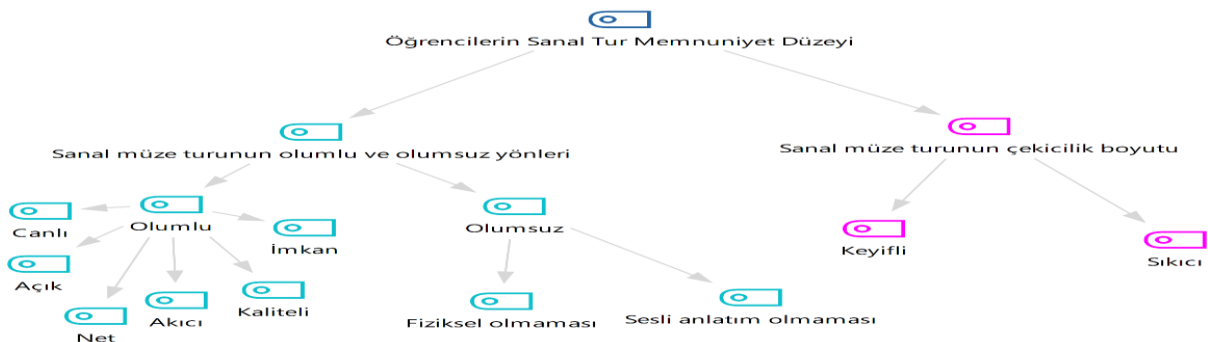 Öğrencilerin Sanal Tur Memnuniyet Düzeyi
Sanal müze turunun olumlu ve olumsuz yönleri
Sanal müze turunun çekicilik boyutu
Canlı
Olumlu
İmkan
Olumsuz
Keyifli
Sıkıcı
Açık
Net
Akıcı
Kaliteli
Fiziksel olmaması
Sesli anlatım olmaması